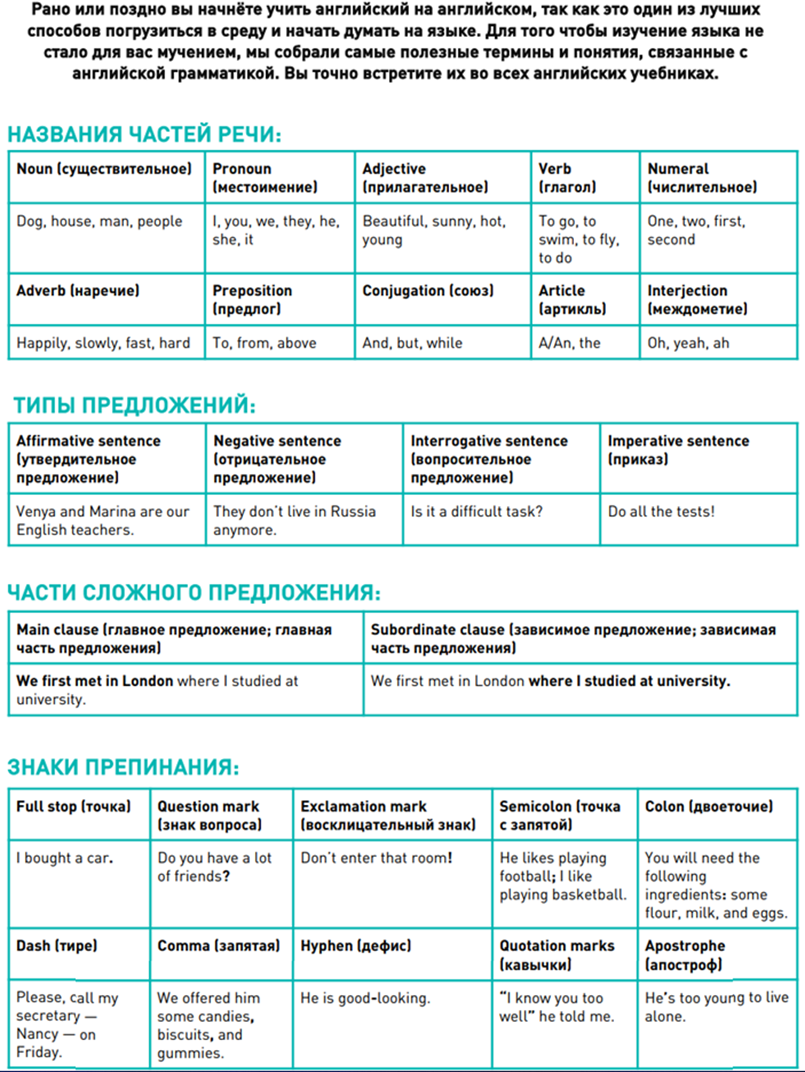 Рано или поздно вы начнёте учить английский на английском, так как это один из лучших
способов погрузиться в среду и начать думать на языке. Для того чтобы изучение языка не
стало для вас мучением, мы собрали самые полезные термины и понятия, связанные с
английской грамматикой. Вы точно встретите их во всех английских учебниках.
НАЗВАНИЯ ЧАСТЕЙ РЕЧИ:
Noun (существительное)
Pronoun
(местоимение)
Adjective
(прилагательное)
Verb
(глагол)
Numeral
(числительное)
Dog, house, man, people
I, you, we, they, he,
she, it
Beautiful, sunny, hot,
young
To go, to
swim, to fly,
to do
One, two, first,
second
Adverb (наречие)
Preposition
(предлог)
Conjugation (союз)
Article
(артикль)
Interjection
(междометие)
Happily, slowly, fast, hard
To, from, above
And, but, while
A/An, the
Oh, yeah, ah
ТИПЫ ПРЕДЛОЖЕНИЙ:
Affirmative sentence
(утвердительное
предложение)
Negative sentence
(отрицательное
предложение)
Interrogative sentence
(вопросительное
предложение)
Imperative sentence
(приказ)
Venya and Marina are our
English teachers.
They don't live in Russia
anymore.
Is it a difficult task?
Do all the tests!
ЧАСТИ СЛОЖНОГО ПРЕДЛОЖЕНИЯ:
Main clause (главное предложение; главная
часть предложения)
Subordinate clause (зависимое предложение; зависимая
часть предложения)
We first met in London where I studied at
university.
We first met in London where I studied at university.
ЗНАКИ ПРЕПИНАНИЯ:
Full stop (точка)
Question mark
(знак вопроса)
Exclamation mark
(восклицательный знак)
Semicolon (точка
с запятой)
Colon (двоеточие)
I bought a car.
Do you have a lot
of friends?
Don't enter that room!
He likes playing
football; I like
playing basketball.
You will need the
following
ingredients: some
flour, milk, and eggs.
Dash (тире)
Comma (запятая)
Hyphen (дефис)
Quotation marks
(кавычки)
Apostrophe
(апостроф)
Please, call my
secretary —
Nancy — on
Friday.
We offered him
some candies,
biscuits, and
gummies.
He is good-looking.
"I know you too
well" he told me.
He's too young to live
alone.